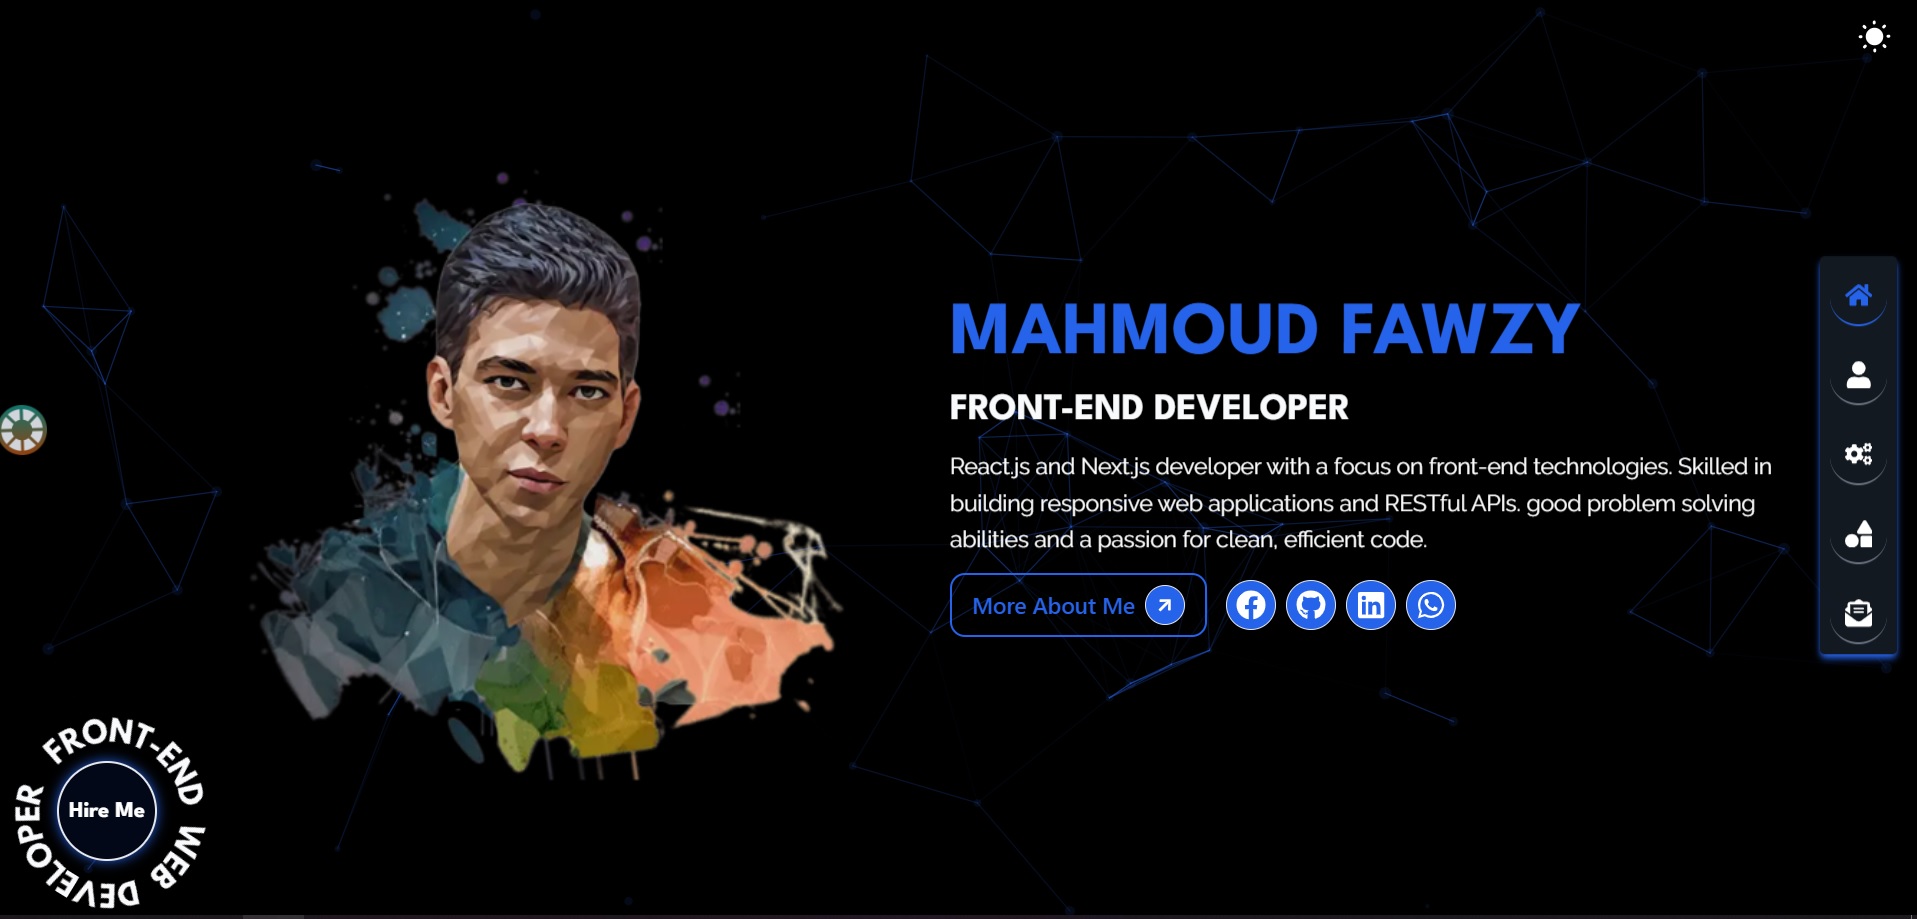 MAHMOUD FAWZY
FRONT-END DEVELOPER
React.js and Next.js developer with a focus on front-end technologies. Skilled in
building responsive web applications and RESTful APIs. good problem solving
abilities and a passion for clean, efficient code.
More About Me
FRONT-END WEB DEVELOPER
Hire Me